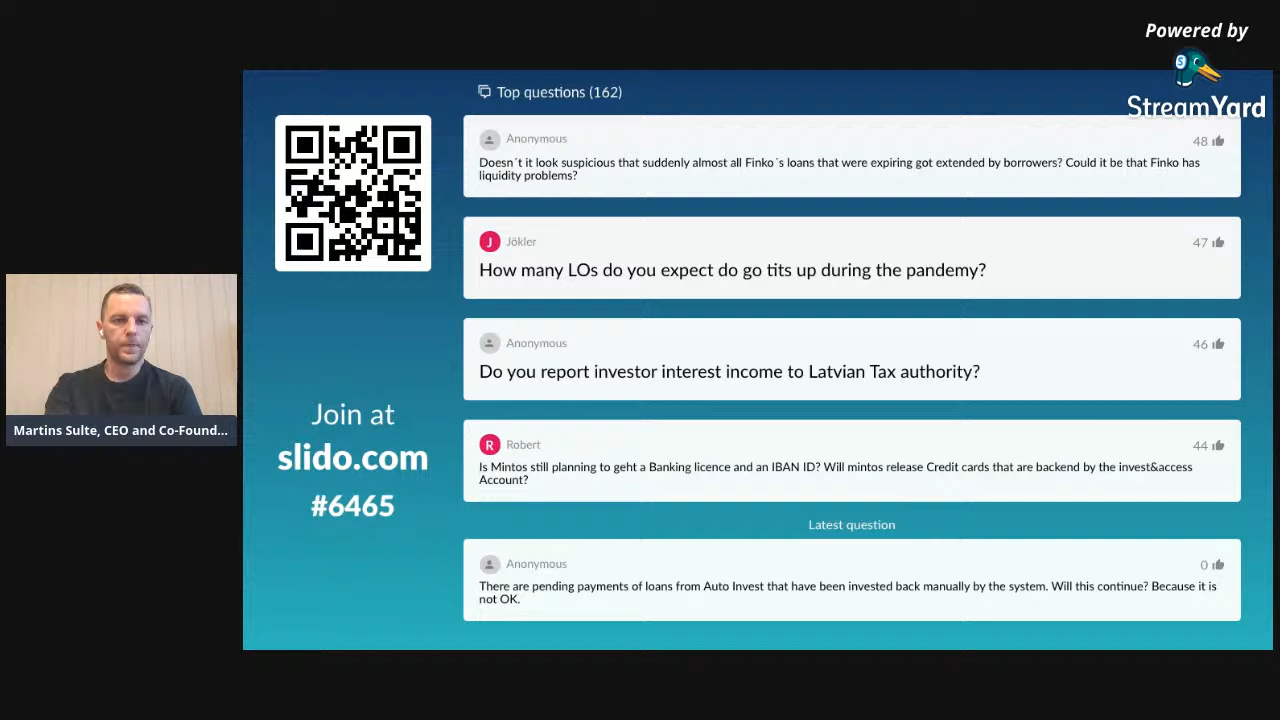 Powered by
StreamYard
Top questions (162)
Anonymous
48
Doesn´t it look suspicious that suddenly almost all Finko´s loans that were expiring got extended by borrowers? Could it be that Finko has
liquidity problems?
J
Jökler
47
How many LOs do you expect do go tits up during the pandemy?
Anonymous
46
Do you report investor interest income to Latvian Tax authority?
R
Robert
44
Is Mintos still planning to geht a Banking licence and an IBAN ID? Will mintos release Credit cards that are backend by the invest&access
Account?
Latest question
Anonymous
0
There are pending payments of loans from Auto Invest that have been invested back manually by the system. Will this continue? Because it is
not OK.
Join at
slido.com
#6465
Martins Sulte, CEO and Co-Found...